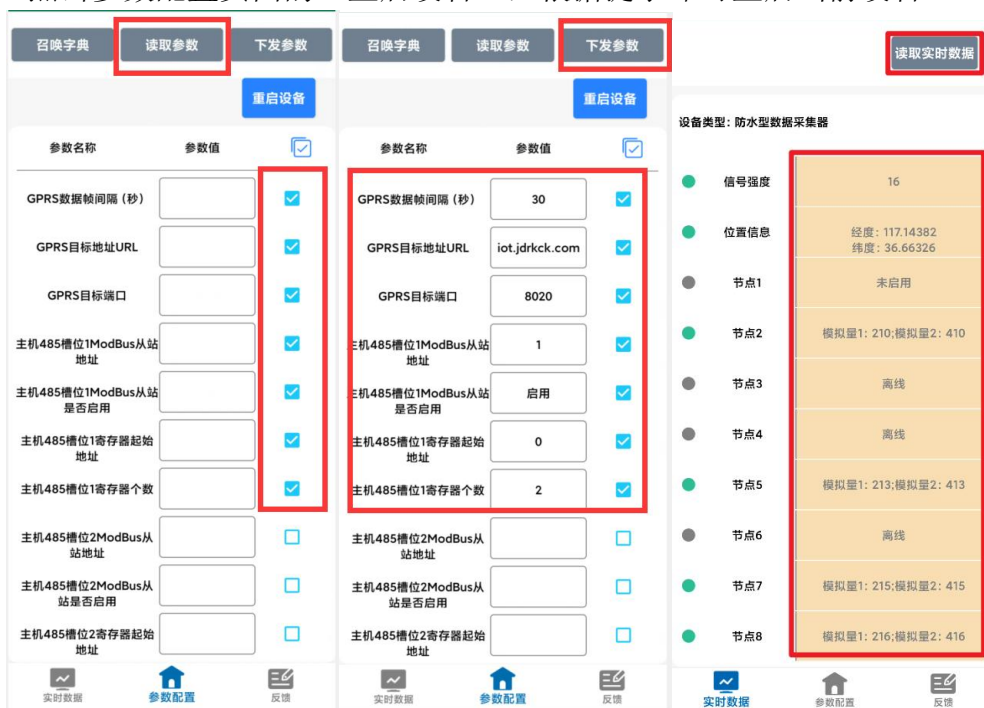 召唤字典
读取参数
下发参数
重启设备
参数名称
参数值
GPRS数据帧间隔 (秒)
GPRS目标地址URL
GPRS目标端口
主机485槽位1ModBus从站
地址
主机485槽位1ModBus从站
是否启用
主机485槽位1寄存器起始
地址
主机485槽位1寄存器个数
主机485槽位2ModBus从
站地址
主机485槽位2ModBus从
站是否启用
主机485槽位2寄存器起始
地址
实时数据
参数配置
反馈
召唤字典
读取参数
下发参数
重启设备
参数名称
参数值
GPRS数据帧间隔 (秒)
30
GPRS目标地址URL
iot.jdrkck.com
GPRS目标端口
8020
主机485槽位1ModBus从站
地址
1
主机485槽位1ModBus从站
是否启用
启用
主机485槽位1寄存器起始
地址
0
主机485槽位1寄存器个数
2
主机485槽位2ModBus从
站地址
主机485槽位2ModBus从
站是否启用
主机485槽位2寄存器起始
地址
实时数据
参数配置
反馈
读取实时数据
设备类型: 防水型数据采集器
信号强度
16
位置信息
经度: 117.14382
纬度: 36.66326
节点1
未启用
节点2
模拟量1: 210;模拟量2: 410
节点3
离线
节点4
离线
节点5
模拟量1: 213;模拟量2: 413
节点6
离线
节点7
模拟量1: 215;模拟量2: 415
节点8
模拟量1: 216;模拟量2: 416
实时数据
参数配置
反馈